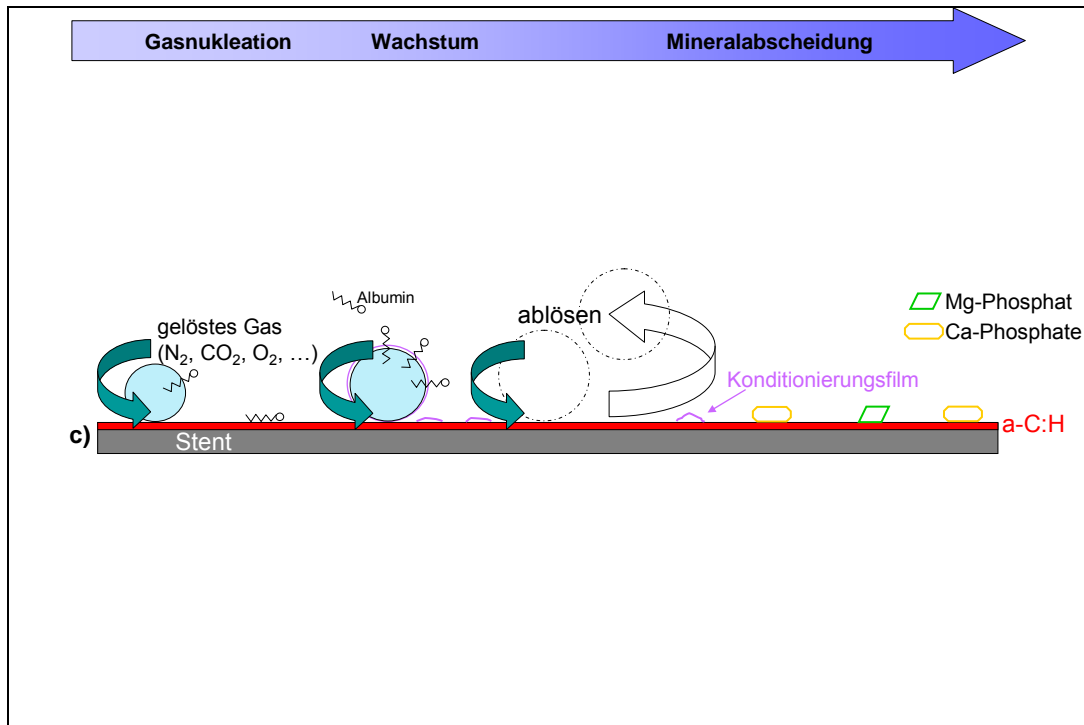 Gasnukleation Wachstum Mineralabscheidung
Albumin
gelöstes Gas
(N₂, CO₂, O₂, ...)
ablösen
Mg-Phosphat
Ca-Phosphate
Konditionierungsfilm
c)
a-C:H
Stent